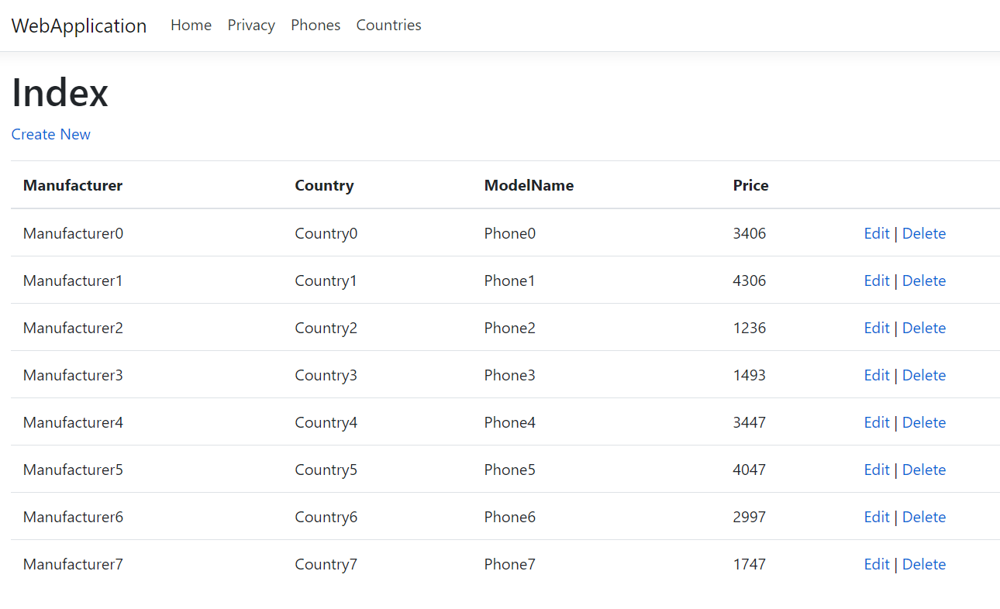 WebApplication Home Privacy Phones Countries
Index
Create New
Manufacturer Country ModelName Price
Manufacturer0 Country0 Phone0 3406 Edit | Delete
Manufacturer1 Country1 Phone1 4306 Edit | Delete
Manufacturer2 Country2 Phone2 1236 Edit | Delete
Manufacturer3 Country3 Phone3 1493 Edit | Delete
Manufacturer4 Country4 Phone4 3447 Edit | Delete
Manufacturer5 Country5 Phone5 4047 Edit | Delete
Manufacturer6 Country6 Phone6 2997 Edit | Delete
Manufacturer7 Country7 Phone7 1747 Edit | Delete